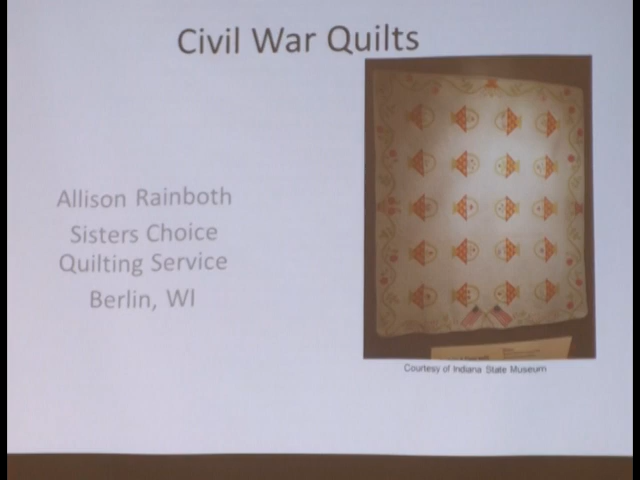 Civil War Quilts
Allison Rainboth
Sisters Choice
Quilting Service
Berlin, WI
Courtesy of Indiana State Museum